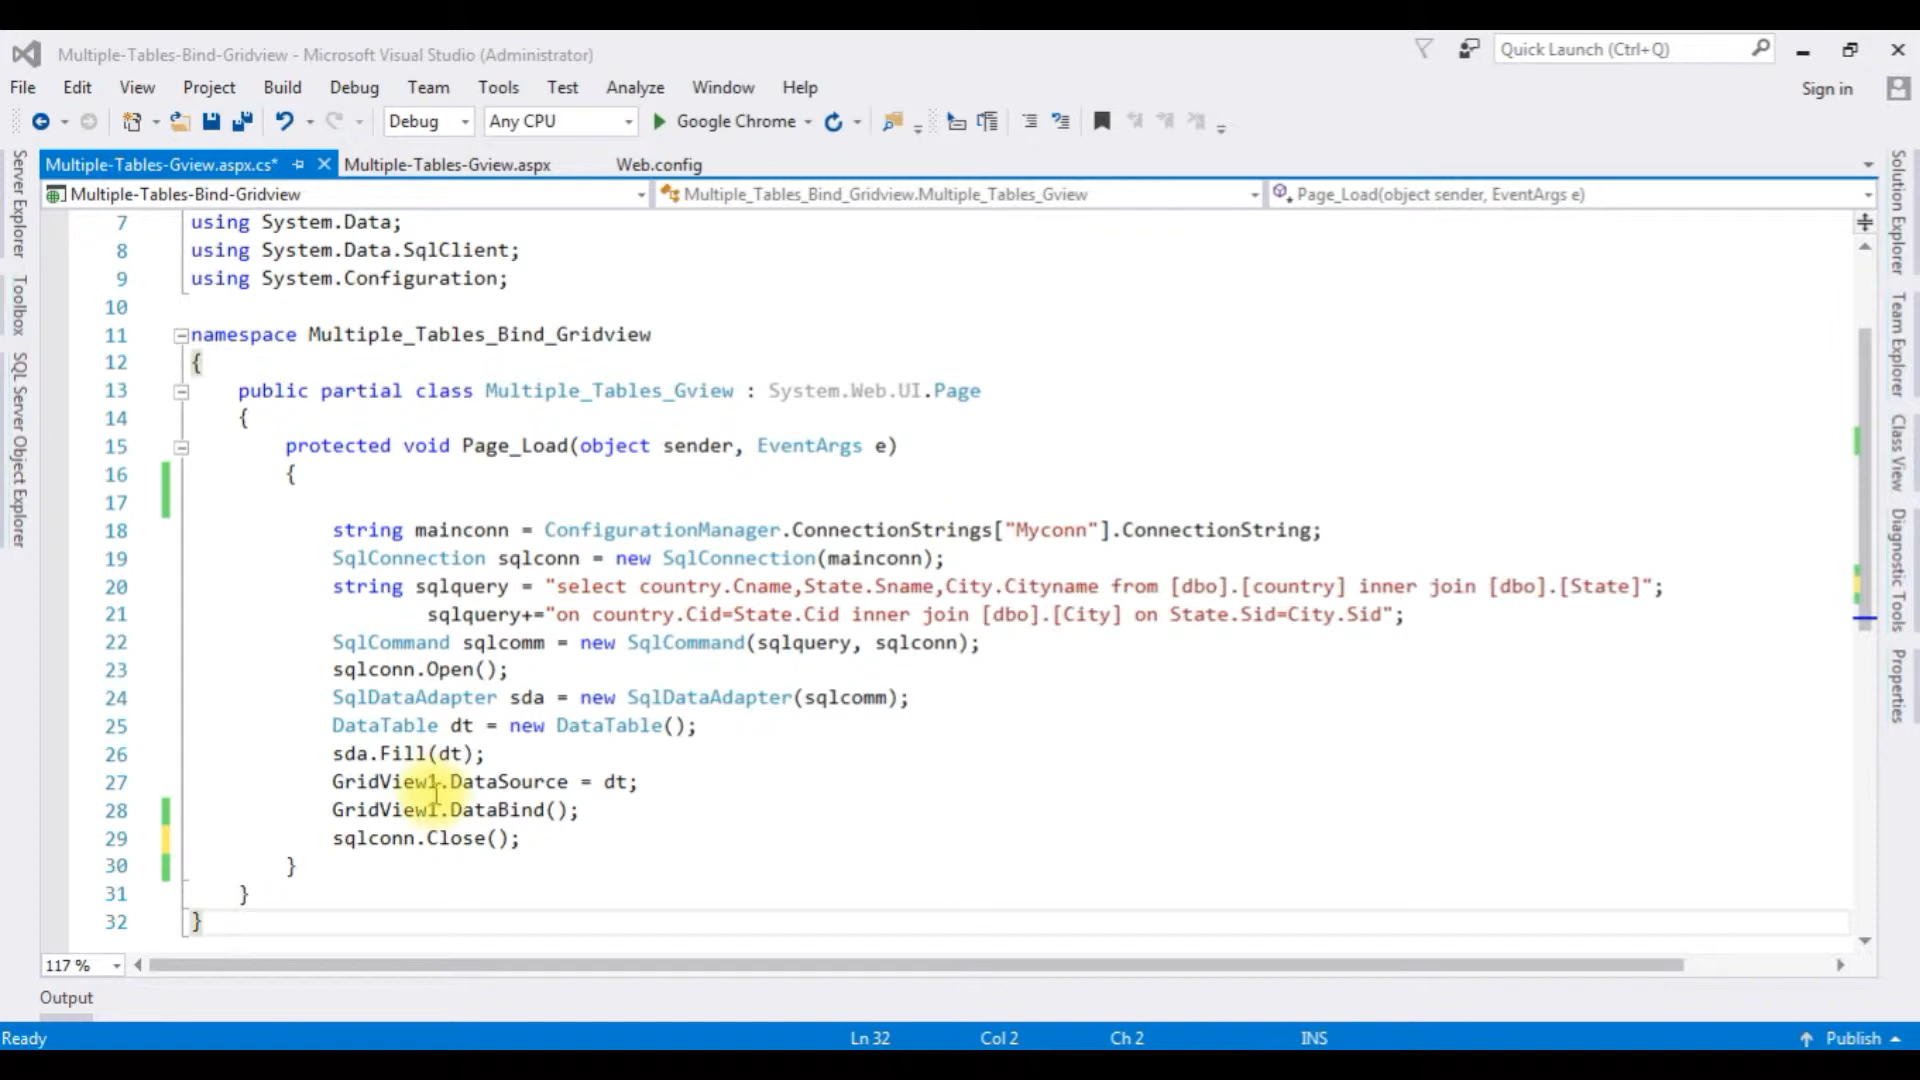 Multiple-Tables-Bind-Gridview - Microsoft Visual Studio (Administrator)
Quick Launch (Ctrl+Q)
File Edit View Project Build Debug Team Tools Test Analyze Window Help
Sign in
Debug
Any CPU
Google Chrome
Multiple-Tables-Gview.aspx.cs*
Multiple-Tables-Gview.aspx
Web.config
Multiple-Tables-Bind-Gridview
Multiple_Tables_Bind_Gridview.Multiple_Tables_Gview
Page_Load(object sender, EventArgs e)
Server Explorer
Toolbox
SQL Server Object Explorer
7 using System.Data;
8 using System.Data.SqlClient;
9 using System.Configuration;
10
11 namespace Multiple_Tables_Bind_Gridview
12 {
13 public partial class Multiple_Tables_Gview : System.Web.UI.Page
14 {
15 protected void Page_Load(object sender, EventArgs e)
16 {
17
18 string mainconn = ConfigurationManager.ConnectionStrings["Myconn"].ConnectionString;
19 SqlConnection sqlconn = new SqlConnection(mainconn);
20 string sqlquery = "select country.Cname,State.Sname,City.Cityname from [dbo].[country] inner join [dbo].[State]";
21 sqlquery+="on country.Cid=State.Cid inner join [dbo].[City] on State.Sid=City.Sid";
22 SqlCommand sqlcomm = new SqlCommand(sqlquery, sqlconn);
23 sqlconn.Open();
24 SqlDataAdapter sda = new SqlDataAdapter(sqlcomm);
25 DataTable dt = new DataTable();
26 sda.Fill(dt);
27 GridView1.DataSource = dt;
28 GridView1.DataBind();
29 sqlconn.Close();
30 }
31 }
32 }
Solution Explorer
Team Explorer
Class View
Diagnostic Tools
Properties
117 %
Output
Ready
Ln 32
Col 2
Ch 2
INS
Publish